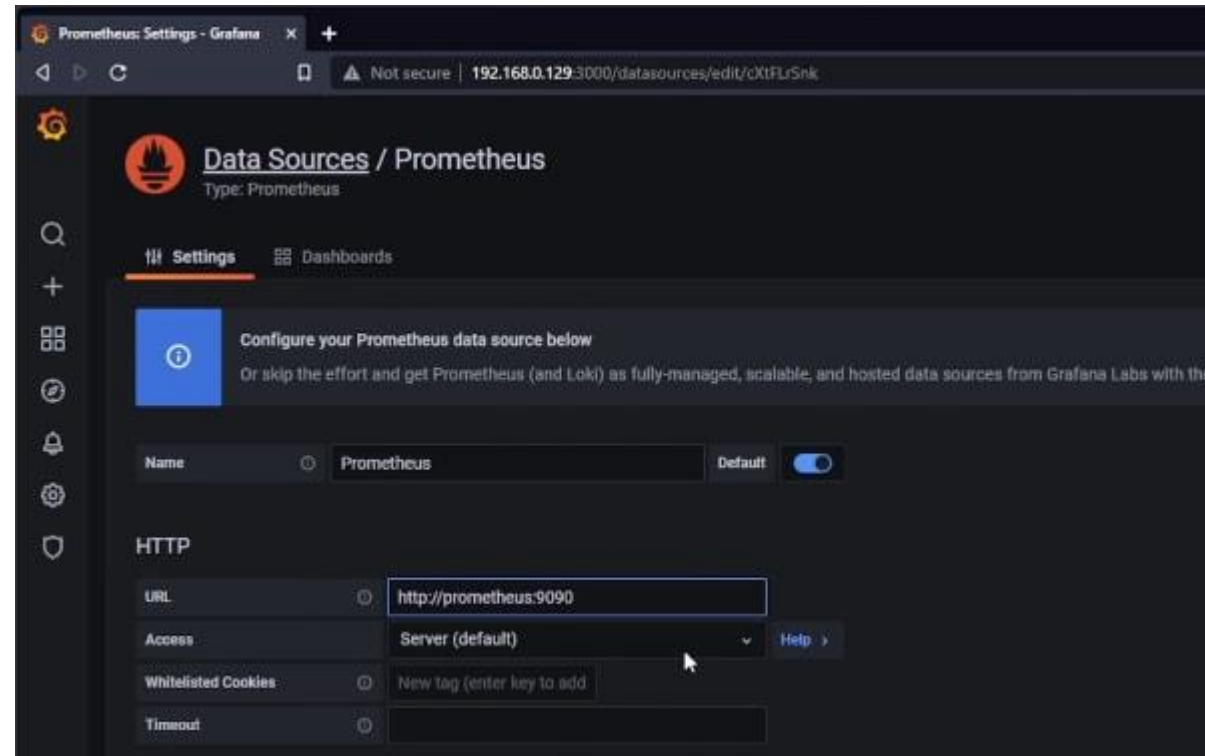 Prometheus: Settings - Grafana
Not secure | 192.168.0.129:3000/datasources/edit/cXtFLrSnk
Data Sources / Prometheus
Type: Prometheus
Settings Dashboards
Configure your Prometheus data source below
Or skip the effort and get Prometheus (and Loki) as fully-managed, scalable, and hosted data sources from Grafana Labs with the
Name Prometheus Default
HTTP
URL http://prometheus:9090
Access Server (default) Help
Whitelisted Cookies New tag (enter key to add
Timeout